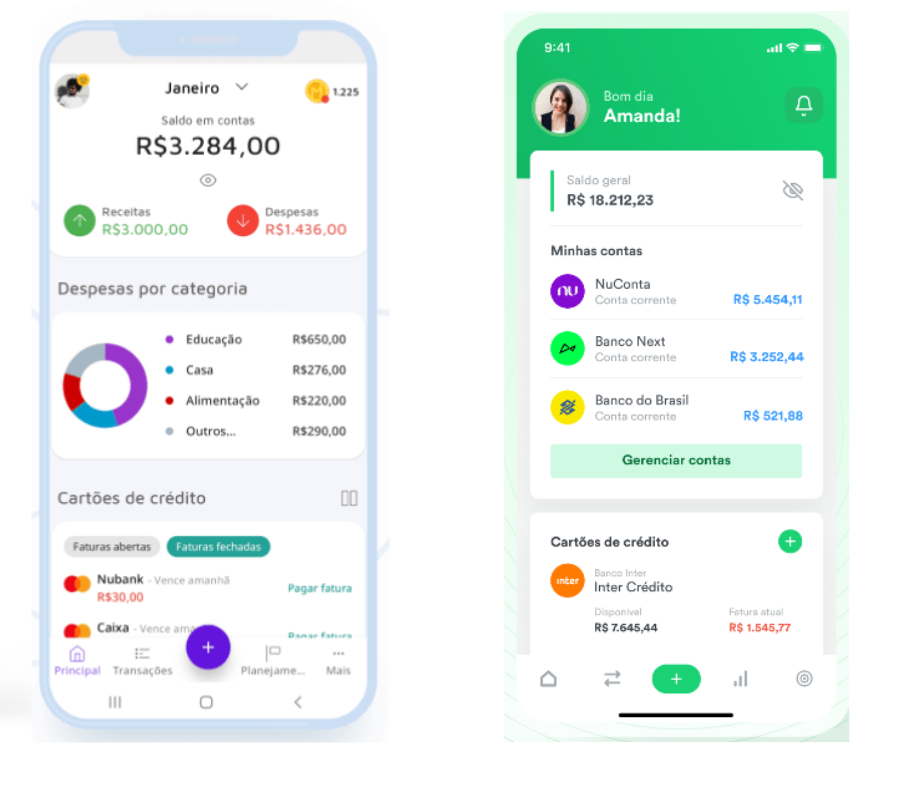 Janeiro
1.225
Saldo em contas
R$3.284,00
Receitas
R$3.000,00
Despesas
R$1.436,00
Despesas por categoria
Educação R$650,00
Casa R$276,00
Alimentação R$220,00
Outros... R$290,00
Cartões de crédito
Faturas abertas Faturas fechadas
Nubank - Vence amanhã
R$30,00
Pagar fatura
Caixa - Vence ama
Pagar fatura
+
Principal Transações Planejame... Mais
9:41
Bom dia
Amanda!
Saldo geral
R$ 18.212,23
Minhas contas
nu
NuConta
Conta corrente
R$ 5.454,11
Banco Next
Conta corrente
R$ 3.252,44
Banco do Brasil
Conta corrente
R$ 521,88
Gerenciar contas
Cartões de crédito
+
inter
Banco Inter
Inter Crédito
Disponível Fatura atual
R$ 7.645,44 R$ 1.545,77
+